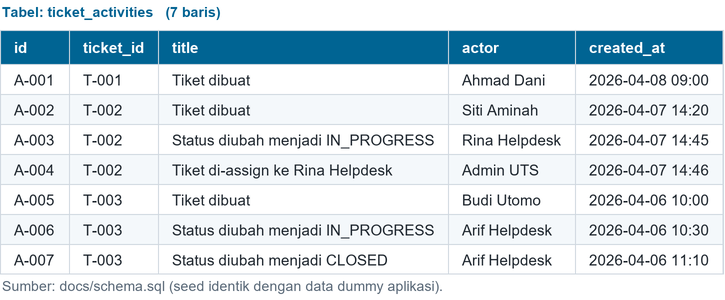 Tabel: ticket_activities (7 baris)
id ticket_id title actor created_at
A-001 T-001 Tiket dibuat Ahmad Dani 2026-04-08 09:00
A-002 T-002 Tiket dibuat Siti Aminah 2026-04-07 14:20
A-003 T-002 Status diubah menjadi IN_PROGRESS Rina Helpdesk 2026-04-07 14:45
A-004 T-002 Tiket di-assign ke Rina Helpdesk Admin UTS 2026-04-07 14:46
A-005 T-003 Tiket dibuat Budi Utomo 2026-04-06 10:00
A-006 T-003 Status diubah menjadi IN_PROGRESS Arif Helpdesk 2026-04-06 10:30
A-007 T-003 Status diubah menjadi CLOSED Arif Helpdesk 2026-04-06 11:10
Sumber: docs/schema.sql (seed identik dengan data dummy aplikasi).